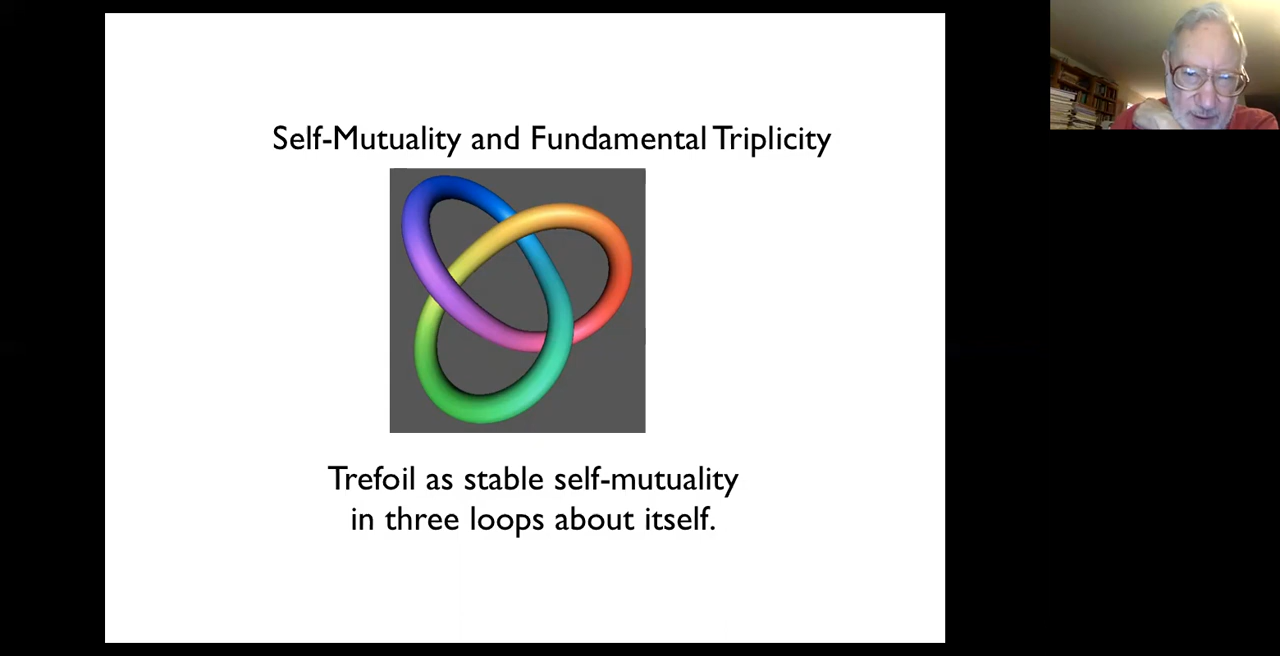 Self-Mutuality and Fundamental Triplicity
Trefoil as stable self-mutuality
in three loops about itself.